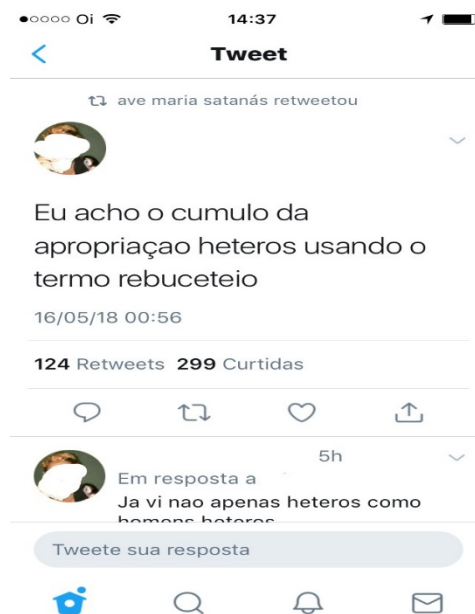 Oi 14:37
Tweet
ave maria satanás retweetou
Eu acho o cumulo da
apropriaçao heteros usando o
termo rebuceteio
16/05/18 00:56
124 Retweets 299 Curtidas
5h
Em resposta a
Ja vi nao apenas heteros como
homens heteros
Tweete sua resposta